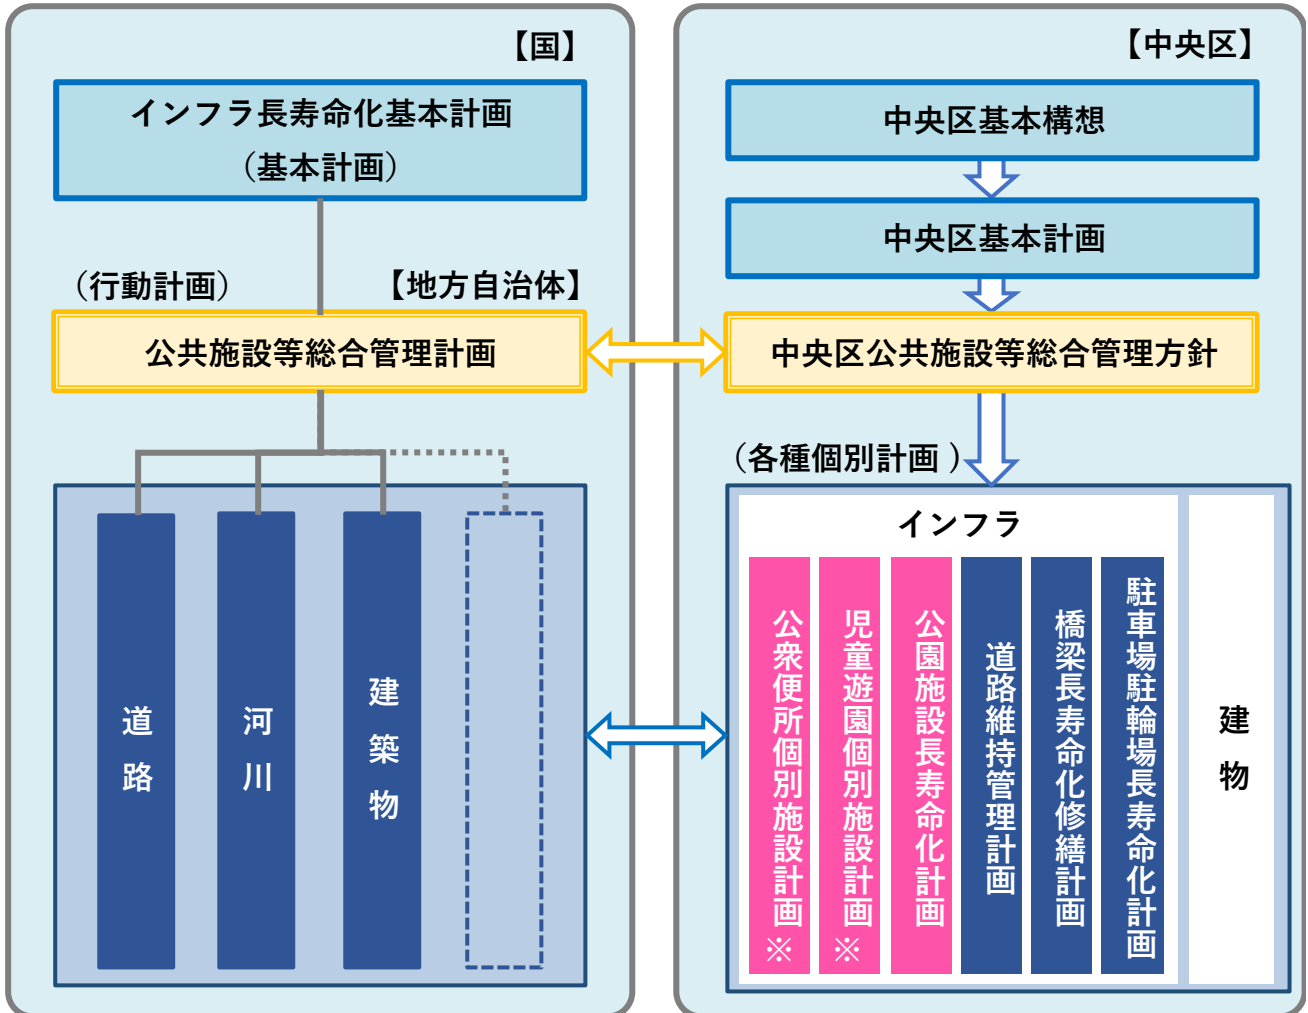 【国】
インフラ長寿命化基本計画
（基本計画）
（行動計画）
【地方自治体】
公共施設等総合管理計画
道路
河川
建築物
【中央区】
中央区基本構想
中央区基本計画
中央区公共施設等総合管理方針
（各種個別計画 ）
インフラ
公衆便所個別施設計画※
児童遊園個別施設計画※
公園施設長寿命化計画
道路維持管理計画
橋梁長寿命化修繕計画
駐車場駐輪場長寿命化計画
建物